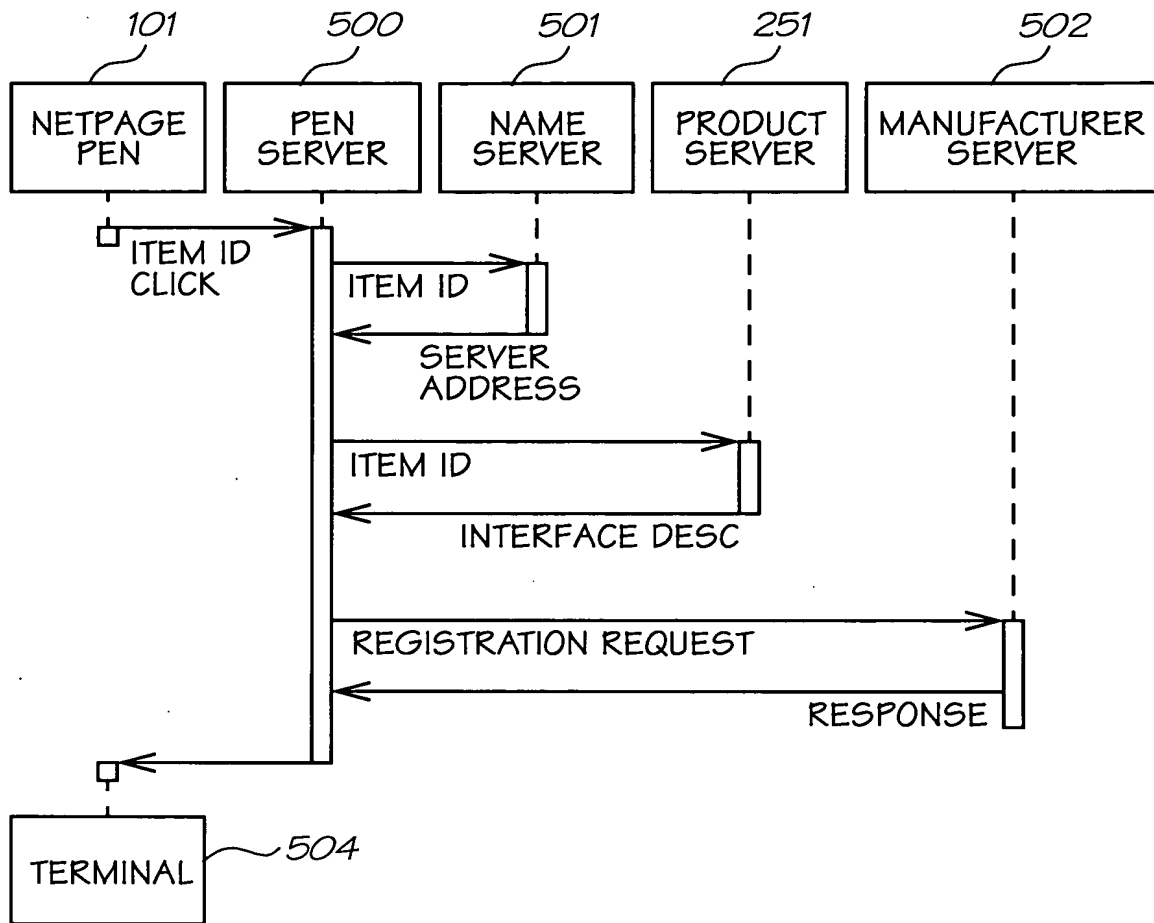 101
500
501
251
502
NETPAGE
PEN
PEN
SERVER
NAME
SERVER
PRODUCT
SERVER
MANUFACTURER
SERVER
ITEM ID
CLICK
ITEM ID
SERVER
ADDRESS
ITEM ID
INTERFACE DESC
REGISTRATION REQUEST
RESPONSE
TERMINAL
504